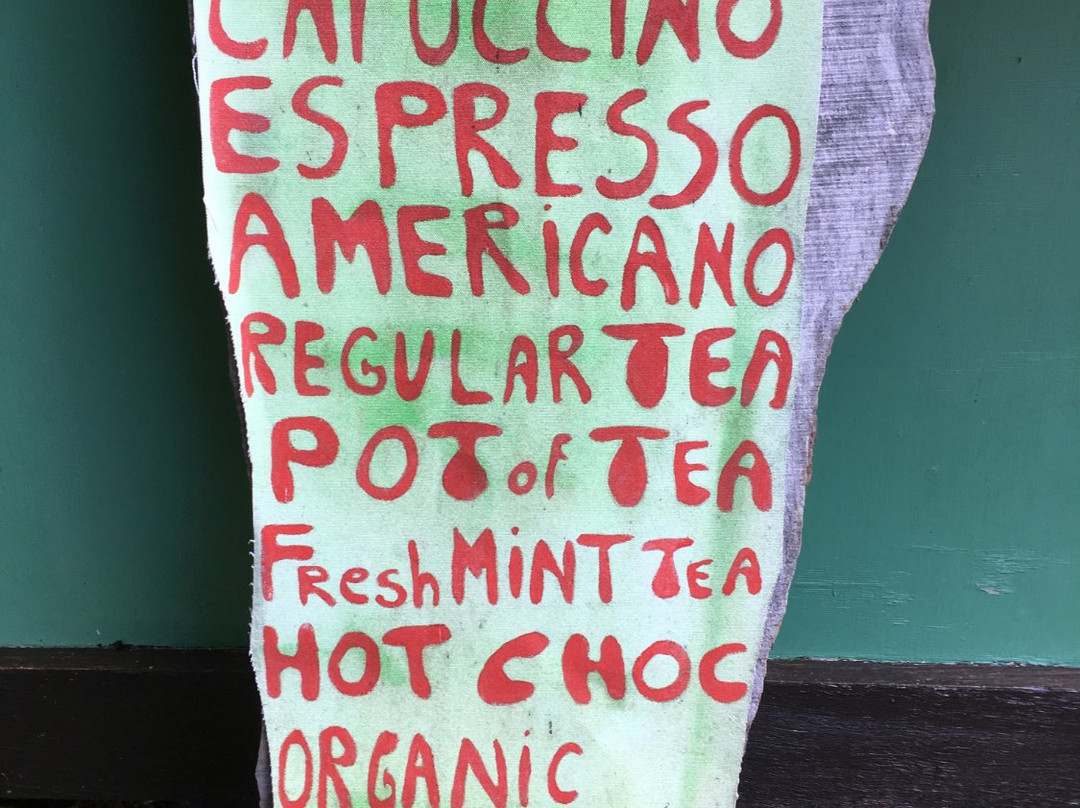 CAPUCCINO
ESPRESSO
AMERiCANO
REGULAR TEA
POT of TEA
Fresh MiNT TEA
HOT CHOC
ORGANiC